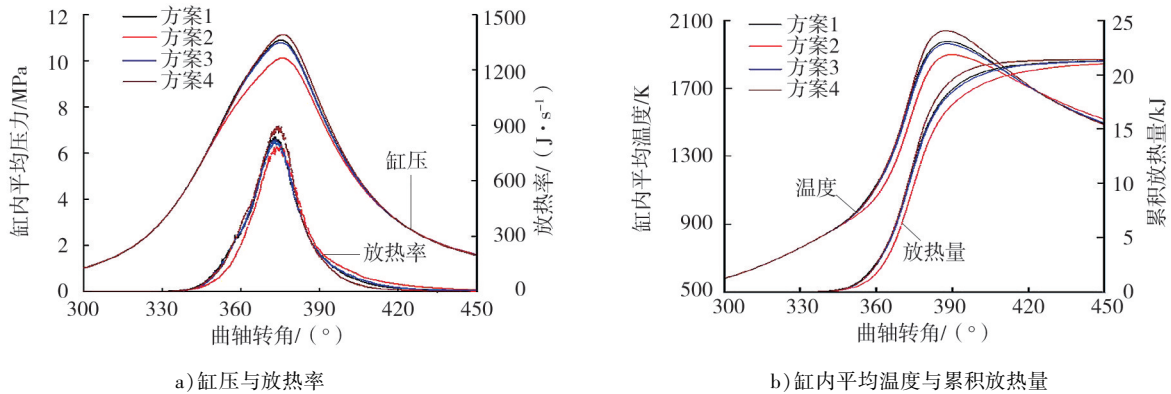 12
10
8
6
4
2
0
缸内平均压力/MPa
方案1
方案2
方案3
方案4
缸压
放热率
1500
1200
900
600
300
0
放热率/(J·s⁻¹)
300
330
360
390
420
450
曲轴转角/(°)
a)缸压与放热率
2100
1700
1300
900
500
缸内平均温度/K
方案1
方案2
方案3
方案4
温度
放热量
25
20
15
10
5
0
累积放热量/kJ
300
330
360
390
420
450
曲轴转角/(°)
b)缸内平均温度与累积放热量